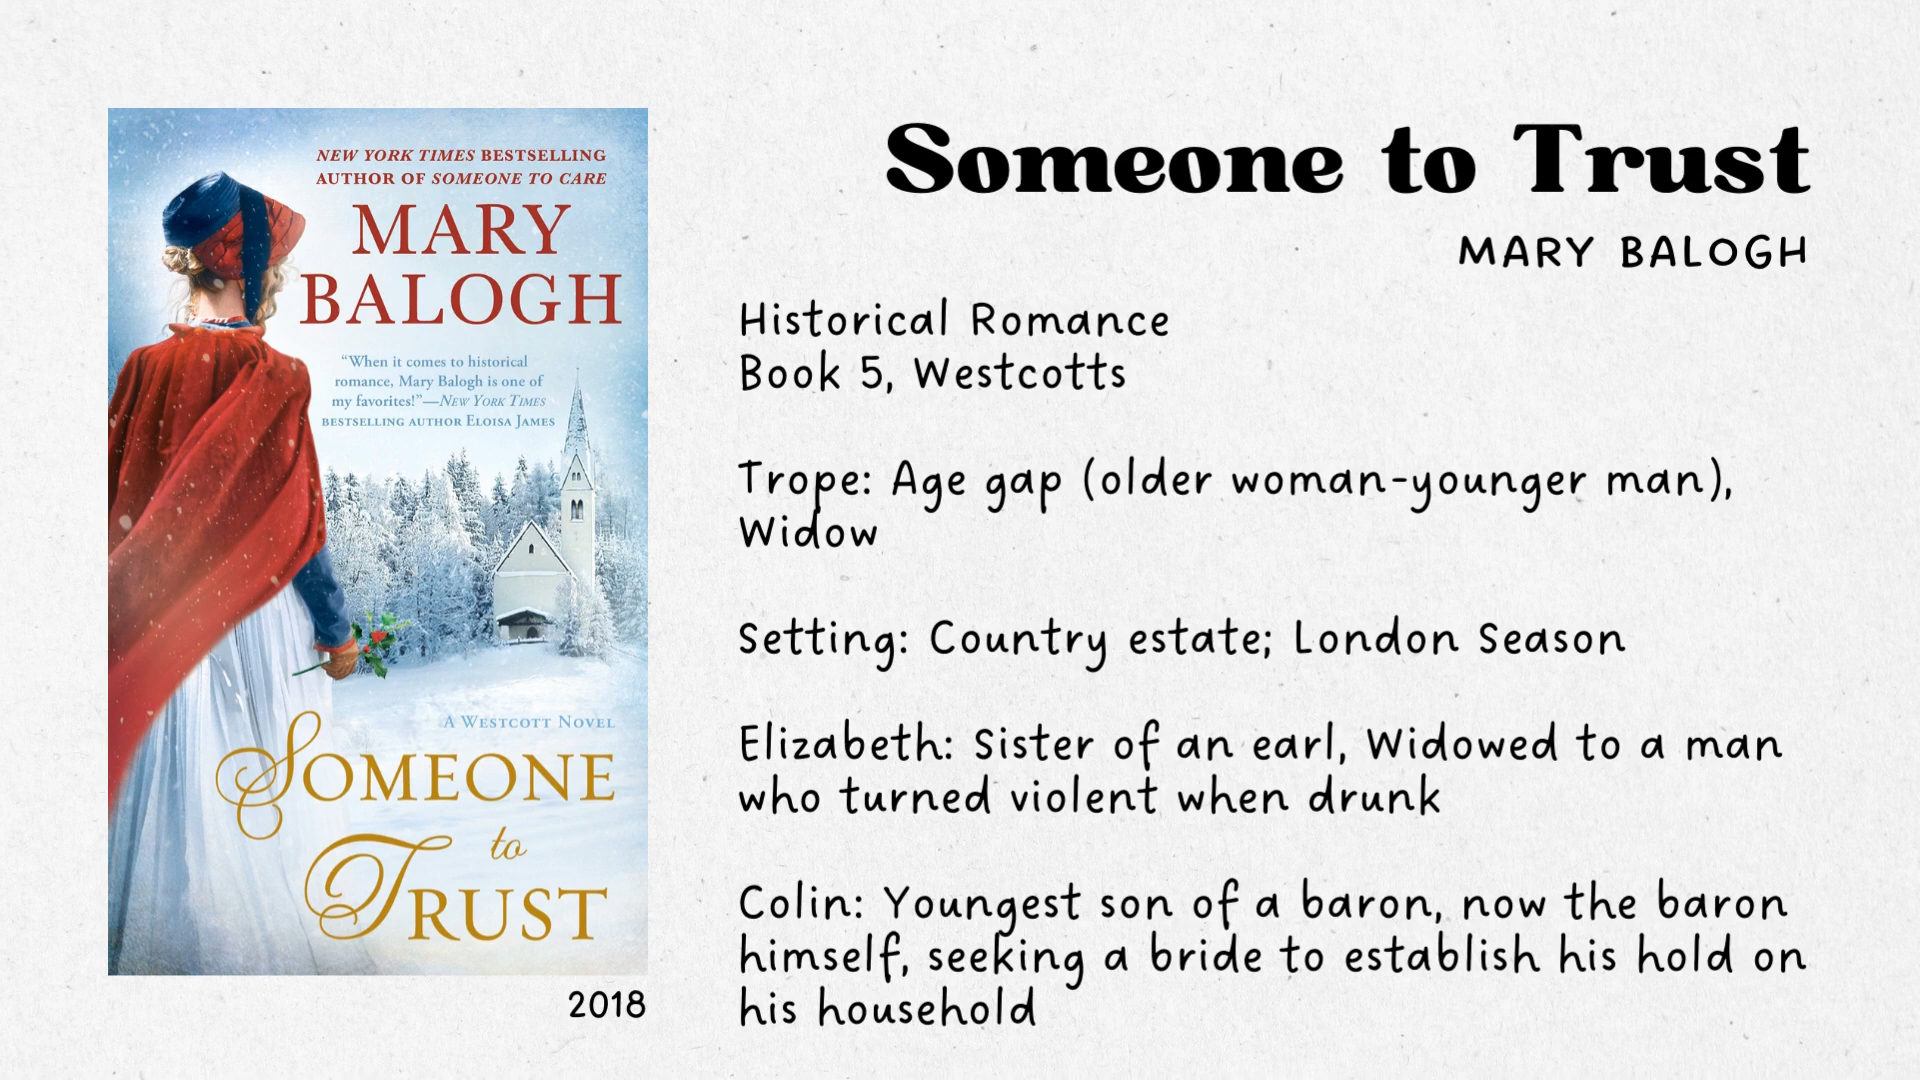 NEW YORK TIMES BESTSELLING
AUTHOR OF SOMEONE TO CARE
MARY
BALOGH
“When it comes to historical
romance, Mary Balogh is one of
my favorites!”—NEW YORK TIMES
BESTSELLING AUTHOR ELOISA JAMES
A WESTCOTT NOVEL
SOMEONE
to
TRUST
2018
Someone to Trust
MARY BALOGH
Historical Romance
Book 5, Westcotts
Trope: Age gap (older woman-younger man),
Widow
Setting: Country estate; London Season
Elizabeth: Sister of an earl, Widowed to a man
who turned violent when drunk
Colin: Youngest son of a baron, now the baron
himself, seeking a bride to establish his hold on
his household